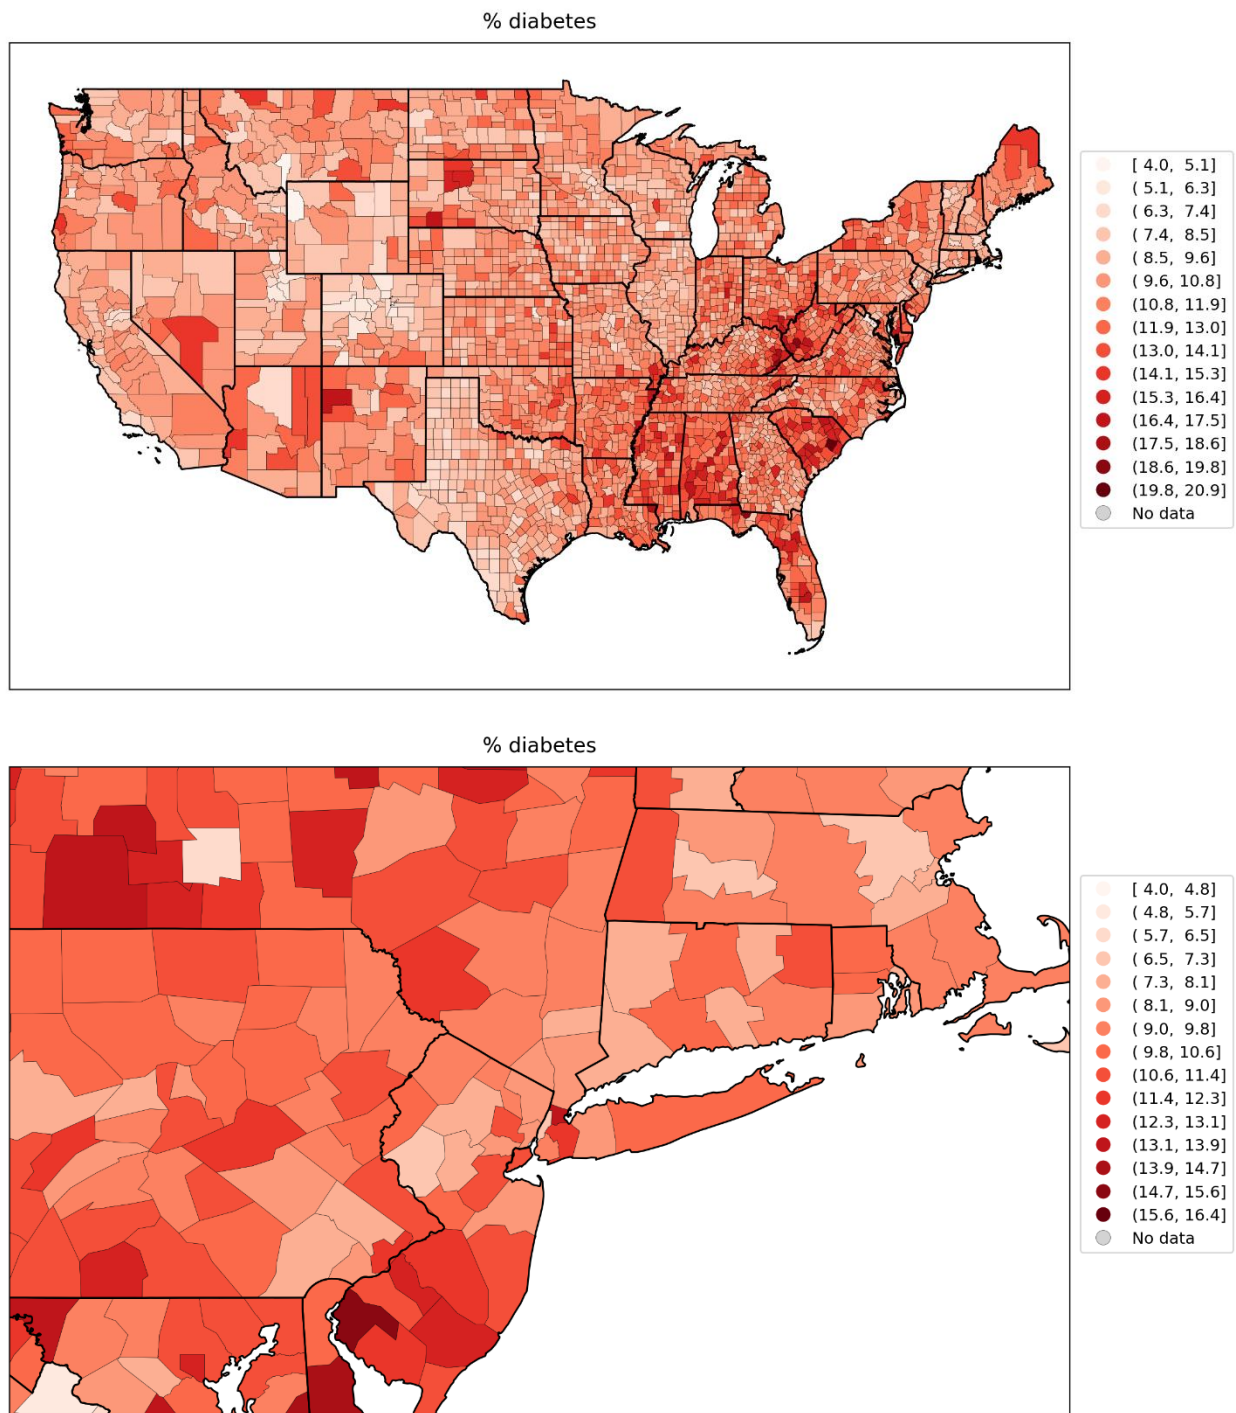 % diabetes
[ 4.0,  5.1]
( 5.1,  6.3]
( 6.3,  7.4]
( 7.4,  8.5]
( 8.5,  9.6]
( 9.6, 10.8]
(10.8, 11.9]
(11.9, 13.0]
(13.0, 14.1]
(14.1, 15.3]
(15.3, 16.4]
(16.4, 17.5]
(17.5, 18.6]
(18.6, 19.8]
(19.8, 20.9]
No data
% diabetes
[ 4.0,  4.8]
( 4.8,  5.7]
( 5.7,  6.5]
( 6.5,  7.3]
( 7.3,  8.1]
( 8.1,  9.0]
( 9.0,  9.8]
( 9.8, 10.6]
(10.6, 11.4]
(11.4, 12.3]
(12.3, 13.1]
(13.1, 13.9]
(13.9, 14.7]
(14.7, 15.6]
(15.6, 16.4]
No data